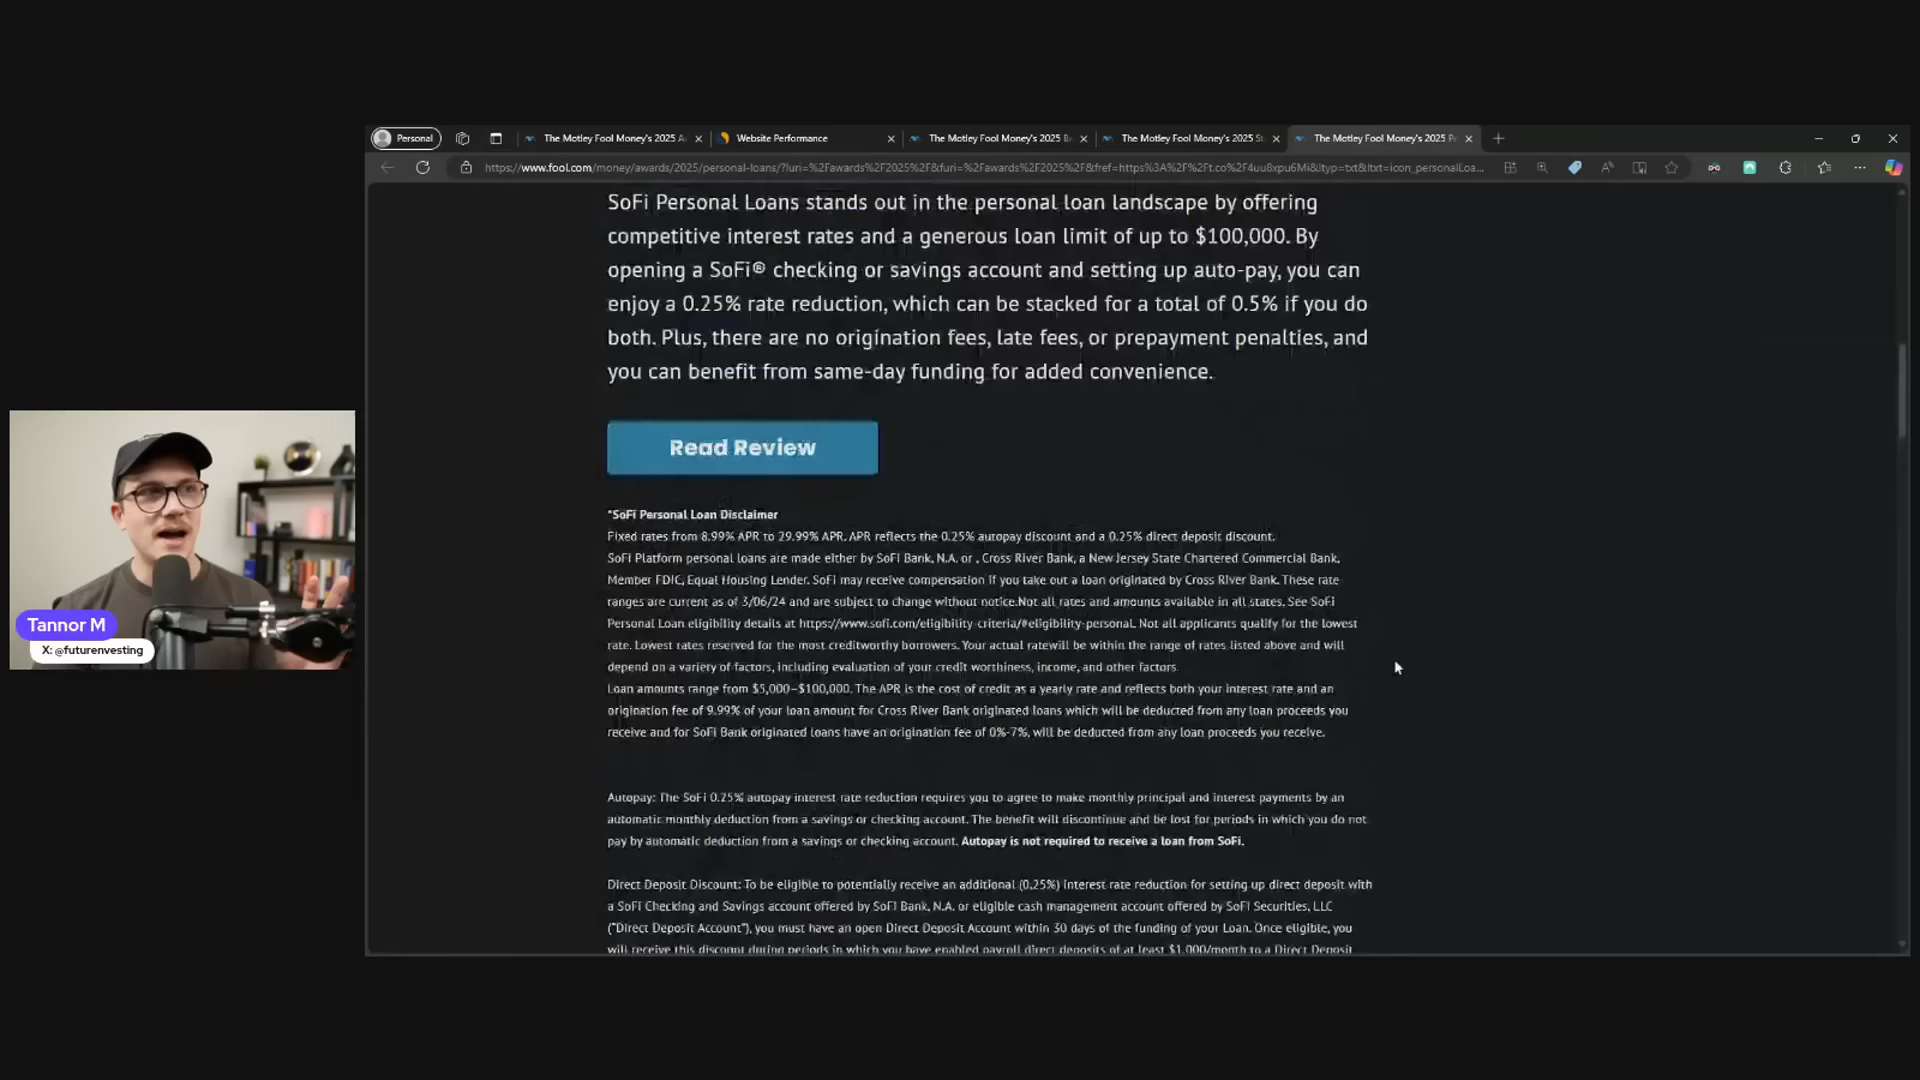 Personal
The Motley Fool Money's 2025 A
Website Performance
The Motley Fool Money's 2025 B
The Motley Fool Money's 2025 S
The Motley Fool Money's 2025 P
https://www.fool.com/money/awards/2025/personal-loans/?luri=%2Fawards%2F2025%2F&furi=%2Fawards%2F2025%2F&fref=https%3A%2F%2Ft.co%2F4uu8xpu6Mi&ltyp=txt&ltxt=icon_personalLoa...
SoFi Personal Loans stands out in the personal loan landscape by offering
competitive interest rates and a generous loan limit of up to $100,000. By
opening a SoFi® checking or savings account and setting up auto-pay, you can
enjoy a 0.25% rate reduction, which can be stacked for a total of 0.5% if you do
both. Plus, there are no origination fees, late fees, or prepayment penalties, and
you can benefit from same-day funding for added convenience.
Read Review
*SoFi Personal Loan Disclaimer
Fixed rates from 8.99% APR to 29.99% APR. APR reflects the 0.25% autopay discount and a 0.25% direct deposit discount.
SoFi Platform personal loans are made either by SoFi Bank, N.A. or , Cross River Bank, a New Jersey State Chartered Commercial Bank,
Member FDIC, Equal Housing Lender. SoFi may receive compensation if you take out a loan originated by Cross River Bank. These rate
ranges are current as of 3/06/24 and are subject to change without notice.Not all rates and amounts available in all states. See SoFi
Personal Loan eligibility details at https://www.sofi.com/eligibility-criteria/#eligibility-personal. Not all applicants qualify for the lowest
rate. Lowest rates reserved for the most creditworthy borrowers. Your actual ratewill be within the range of rates listed above and will
depend on a variety of factors, including evaluation of your credit worthiness, income, and other factors.
Loan amounts range from $5,000–$100,000. The APR is the cost of credit as a yearly rate and reflects both your interest rate and an
origination fee of 9.99% of your loan amount for Cross River Bank originated loans which will be deducted from any loan proceeds you
receive and for SoFi Bank originated loans have an origination fee of 0%-7%, will be deducted from any loan proceeds you receive.
Autopay: The SoFi 0.25% autopay interest rate reduction requires you to agree to make monthly principal and interest payments by an
automatic monthly deduction from a savings or checking account. The benefit will discontinue and be lost for periods in which you do not
pay by automatic deduction from a savings or checking account. Autopay is not required to receive a loan from SoFi.
Direct Deposit Discount: To be eligible to potentially receive an additional (0.25%) interest rate reduction for setting up direct deposit with
a SoFi Checking and Savings account offered by SoFi Bank, N.A. or eligible cash management account offered by SoFi Securities, LLC
("Direct Deposit Account"), you must have an open Direct Deposit Account within 30 days of the funding of your Loan. Once eligible, you
will receive this discount during periods in which you have enabled payroll direct deposits of at least $1,000/month to a Direct Deposit
Tannor M
X: @futurenvesting